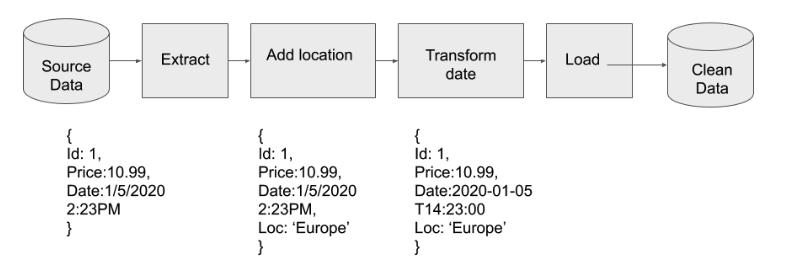 Source
Data
Extract
Add location
Transform
date
Load
Clean
Data
{
Id: 1,
Price:10.99,
Date:1/5/2020
2:23PM
}
{
Id: 1,
Price:10.99,
Date:1/5/2020
2:23PM,
Loc: ‘Europe’
}
{
Id: 1,
Price:10.99,
Date:2020-01-05
T14:23:00
Loc: ‘Europe’
}